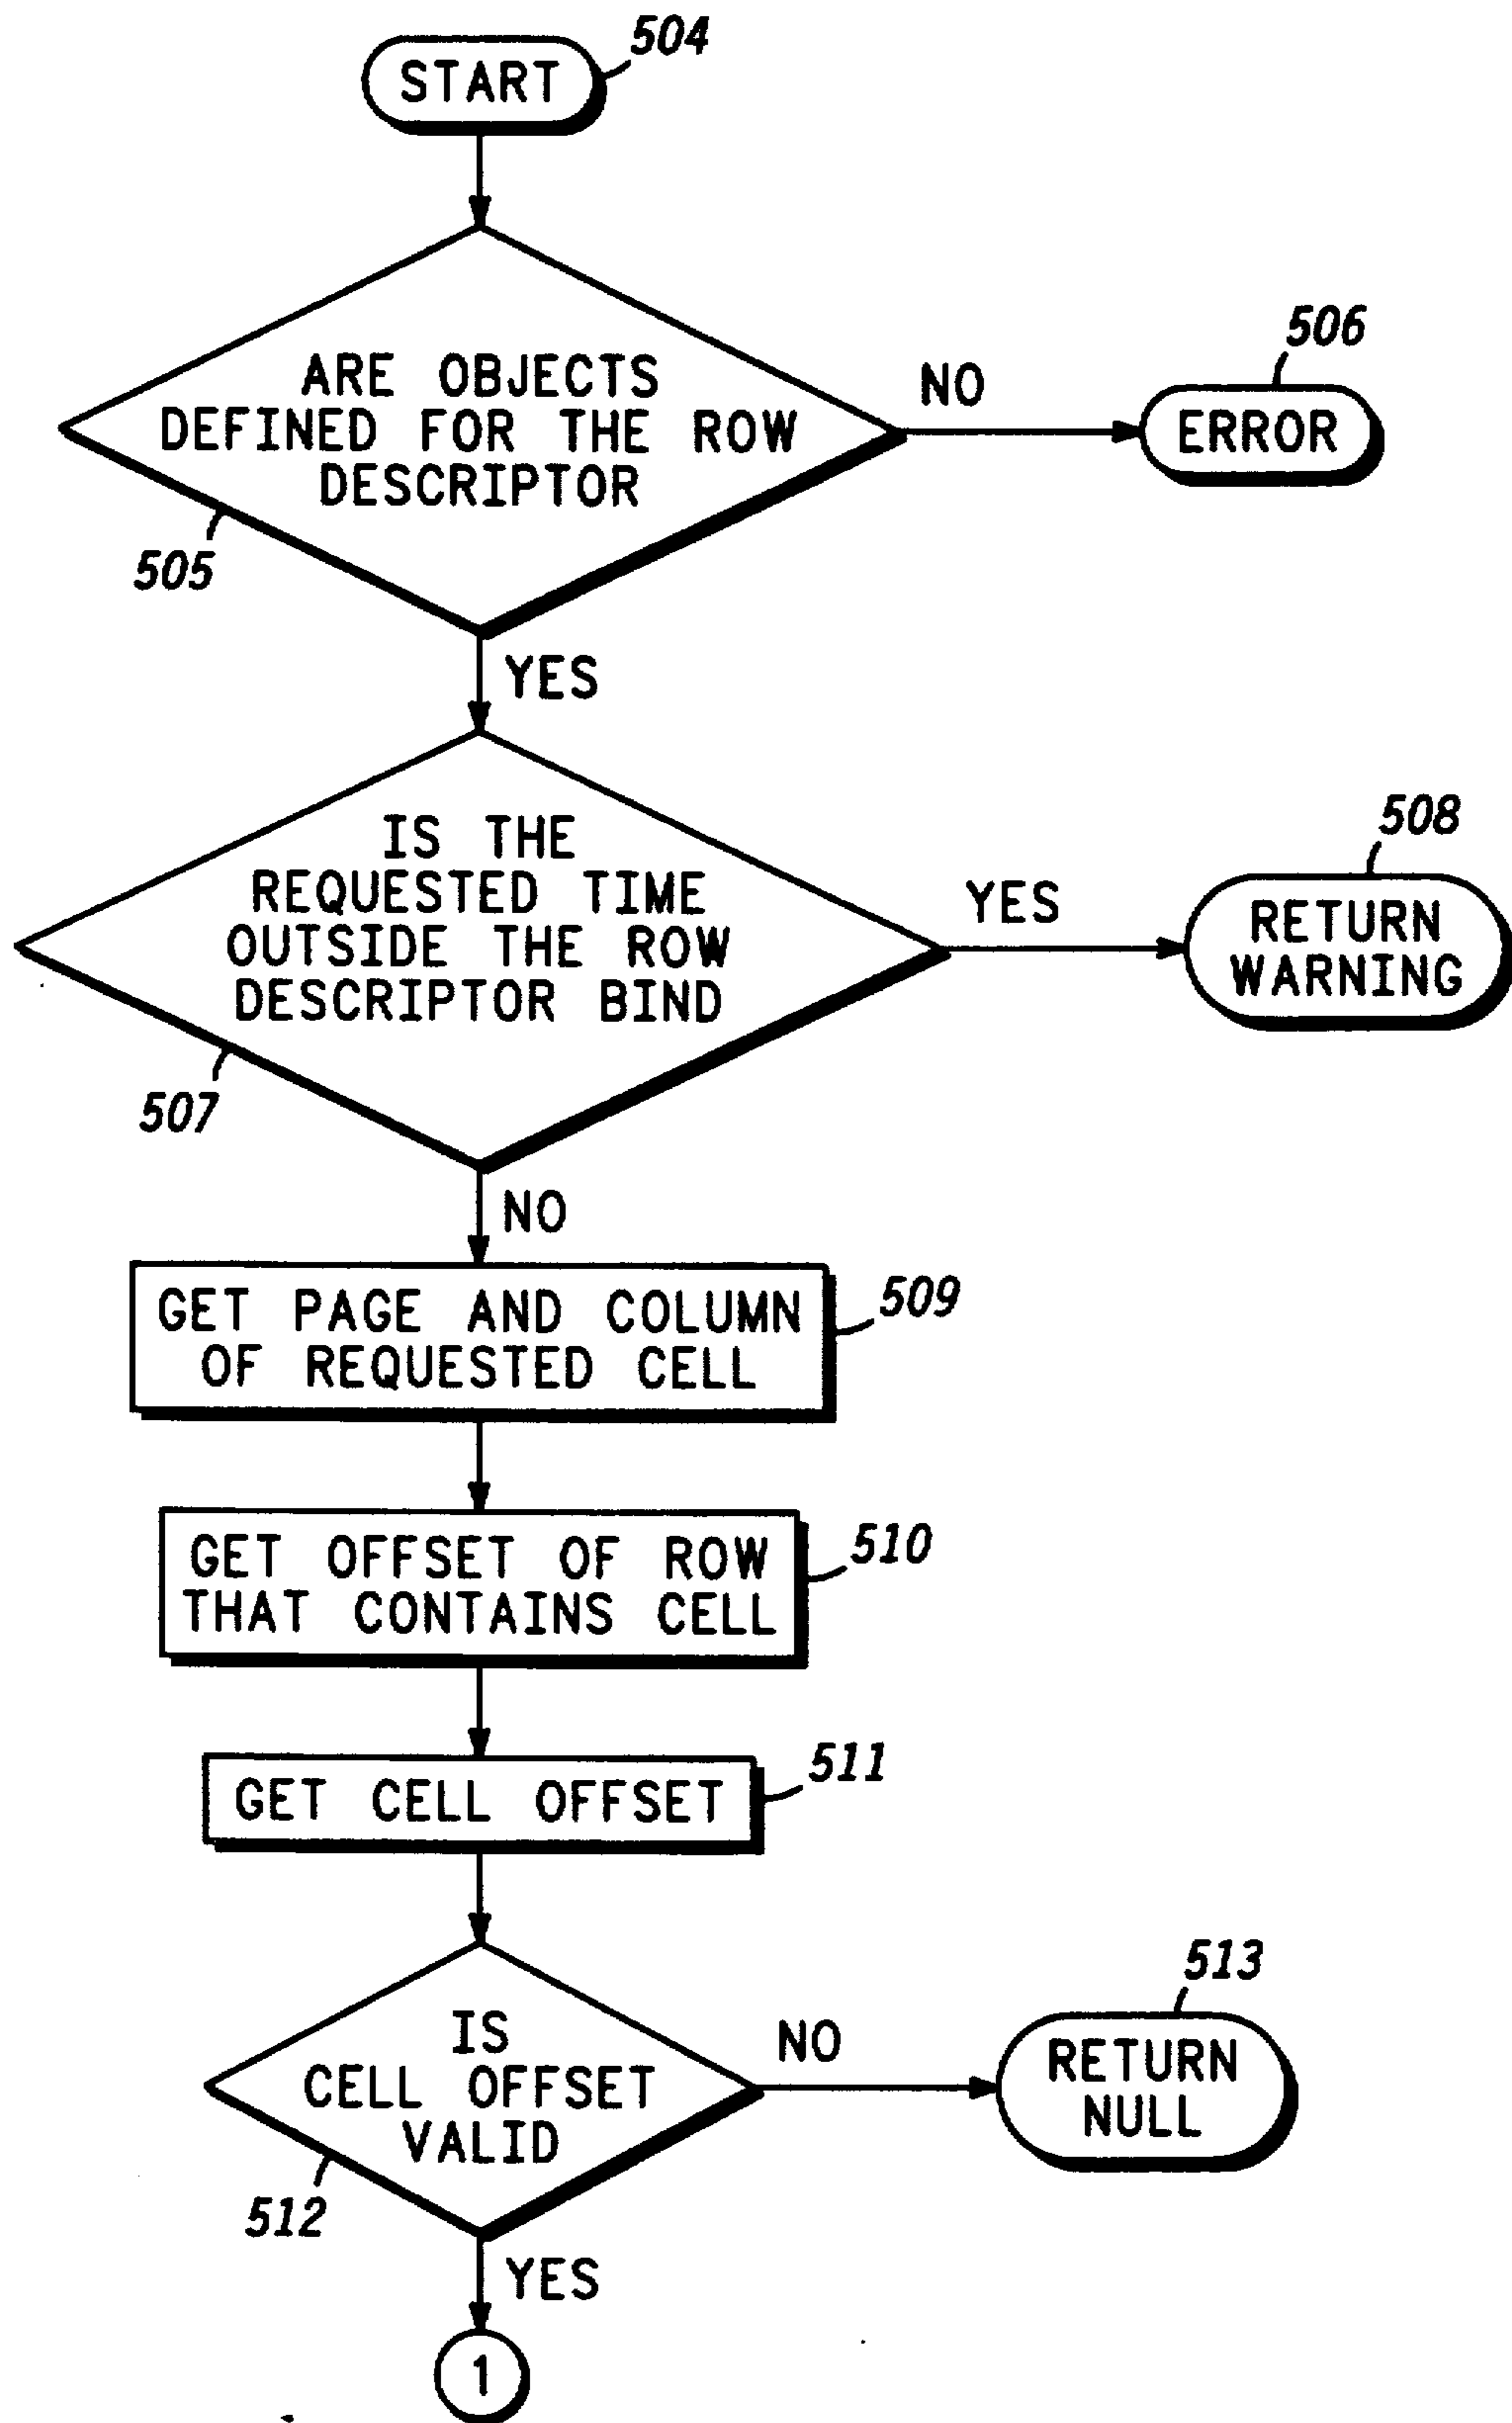 504
START
ARE OBJECTS
DEFINED FOR THE ROW
DESCRIPTOR
505
NO
506
ERROR
YES
IS THE
REQUESTED TIME
OUTSIDE THE ROW
DESCRIPTOR BIND
507
YES
508
RETURN
WARNING
NO
GET PAGE AND COLUMN
OF REQUESTED CELL
509
GET OFFSET OF ROW
THAT CONTAINS CELL
510
GET CELL OFFSET
511
IS
CELL OFFSET
VALID
512
NO
513
RETURN
NULL
YES
1